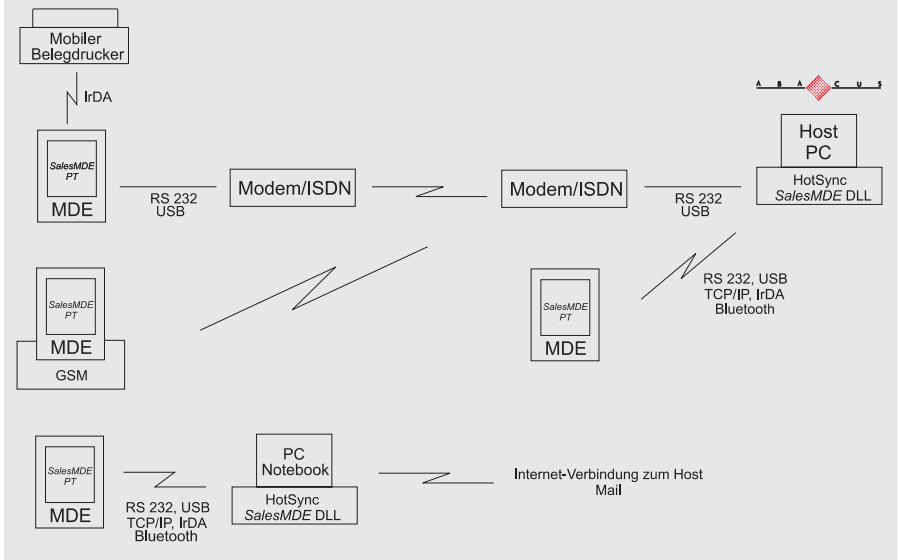 Mobiler
Belegdrucker
IrDA
ABACUS
SalesMDE
PT
MDE
RS 232
USB
Modem/ISDN
Modem/ISDN
RS 232
USB
Host
PC
HotSync
SalesMDE DLL
SalesMDE
PT
MDE
GSM
SalesMDE
PT
MDE
RS 232, USB
TCP/IP, IrDA
Bluetooth
SalesMDE
PT
MDE
RS 232, USB
TCP/IP, IrDA
Bluetooth
PC
Notebook
HotSync
SalesMDE DLL
Internet-Verbindung zum Host
Mail